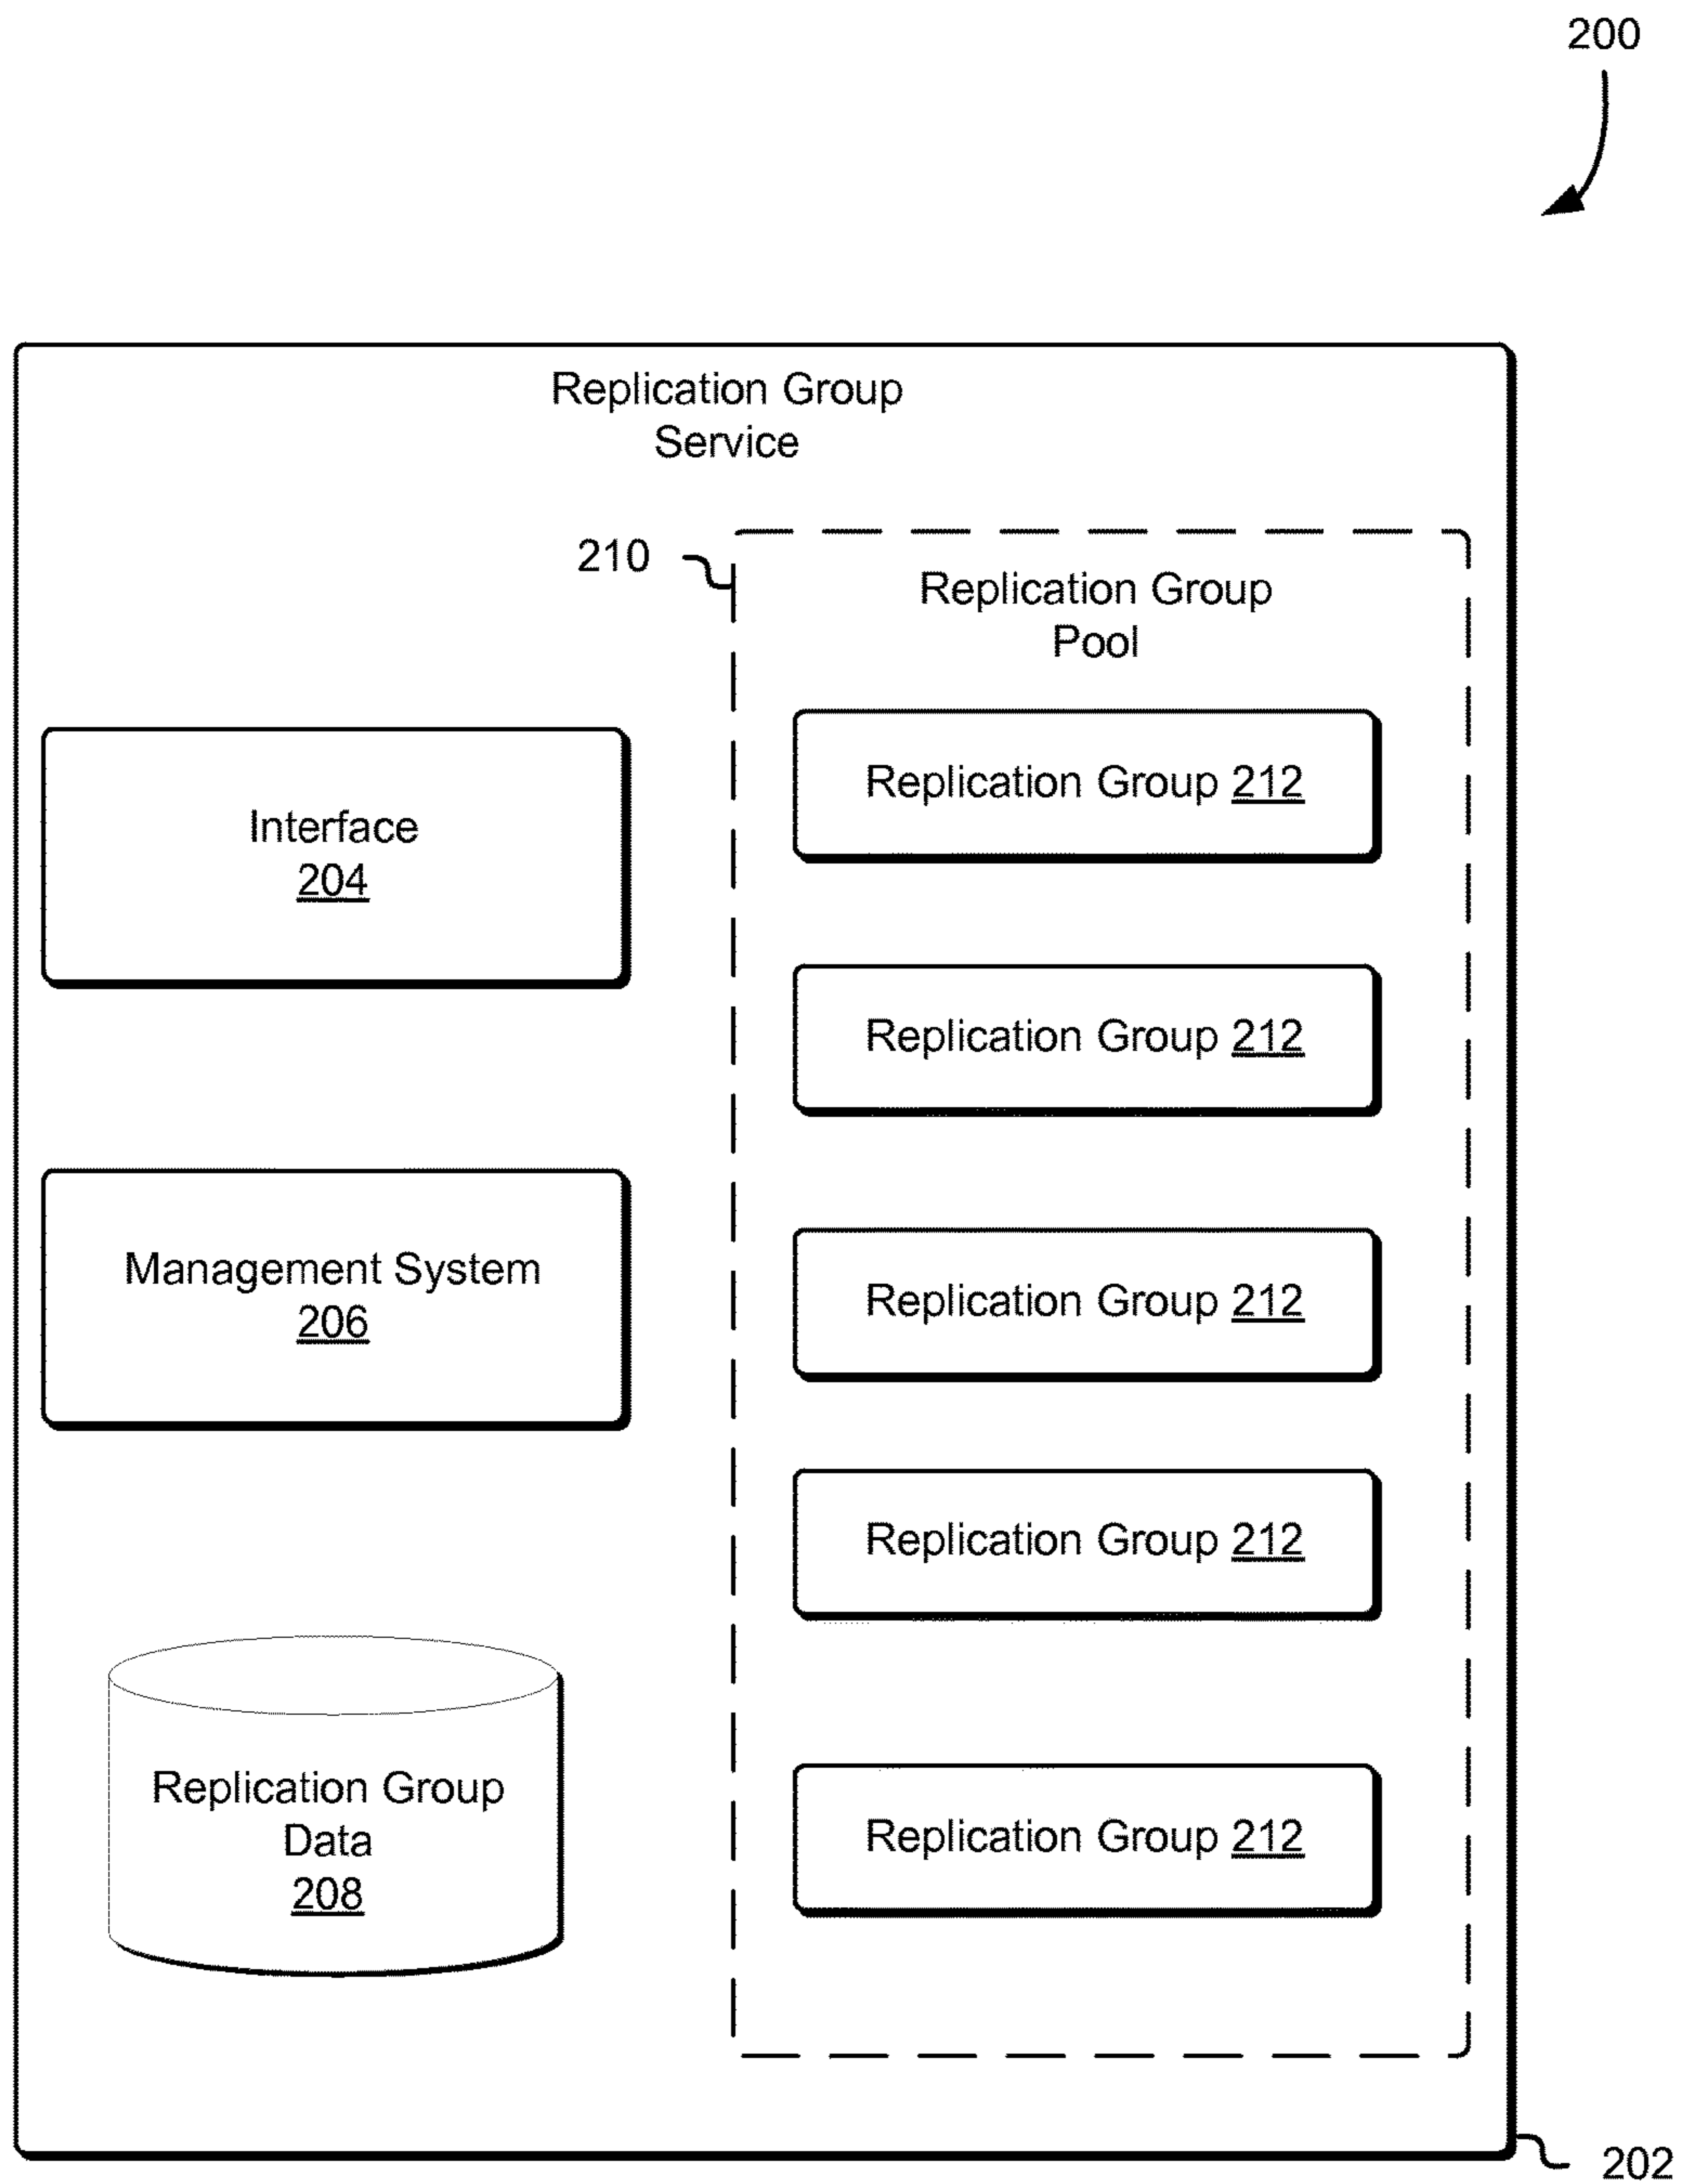 200
Replication Group
Service
210
Replication Group
Pool
Interface
204
Management System
206
Replication Group
Data
208
Replication Group 212
Replication Group 212
Replication Group 212
Replication Group 212
Replication Group 212
202